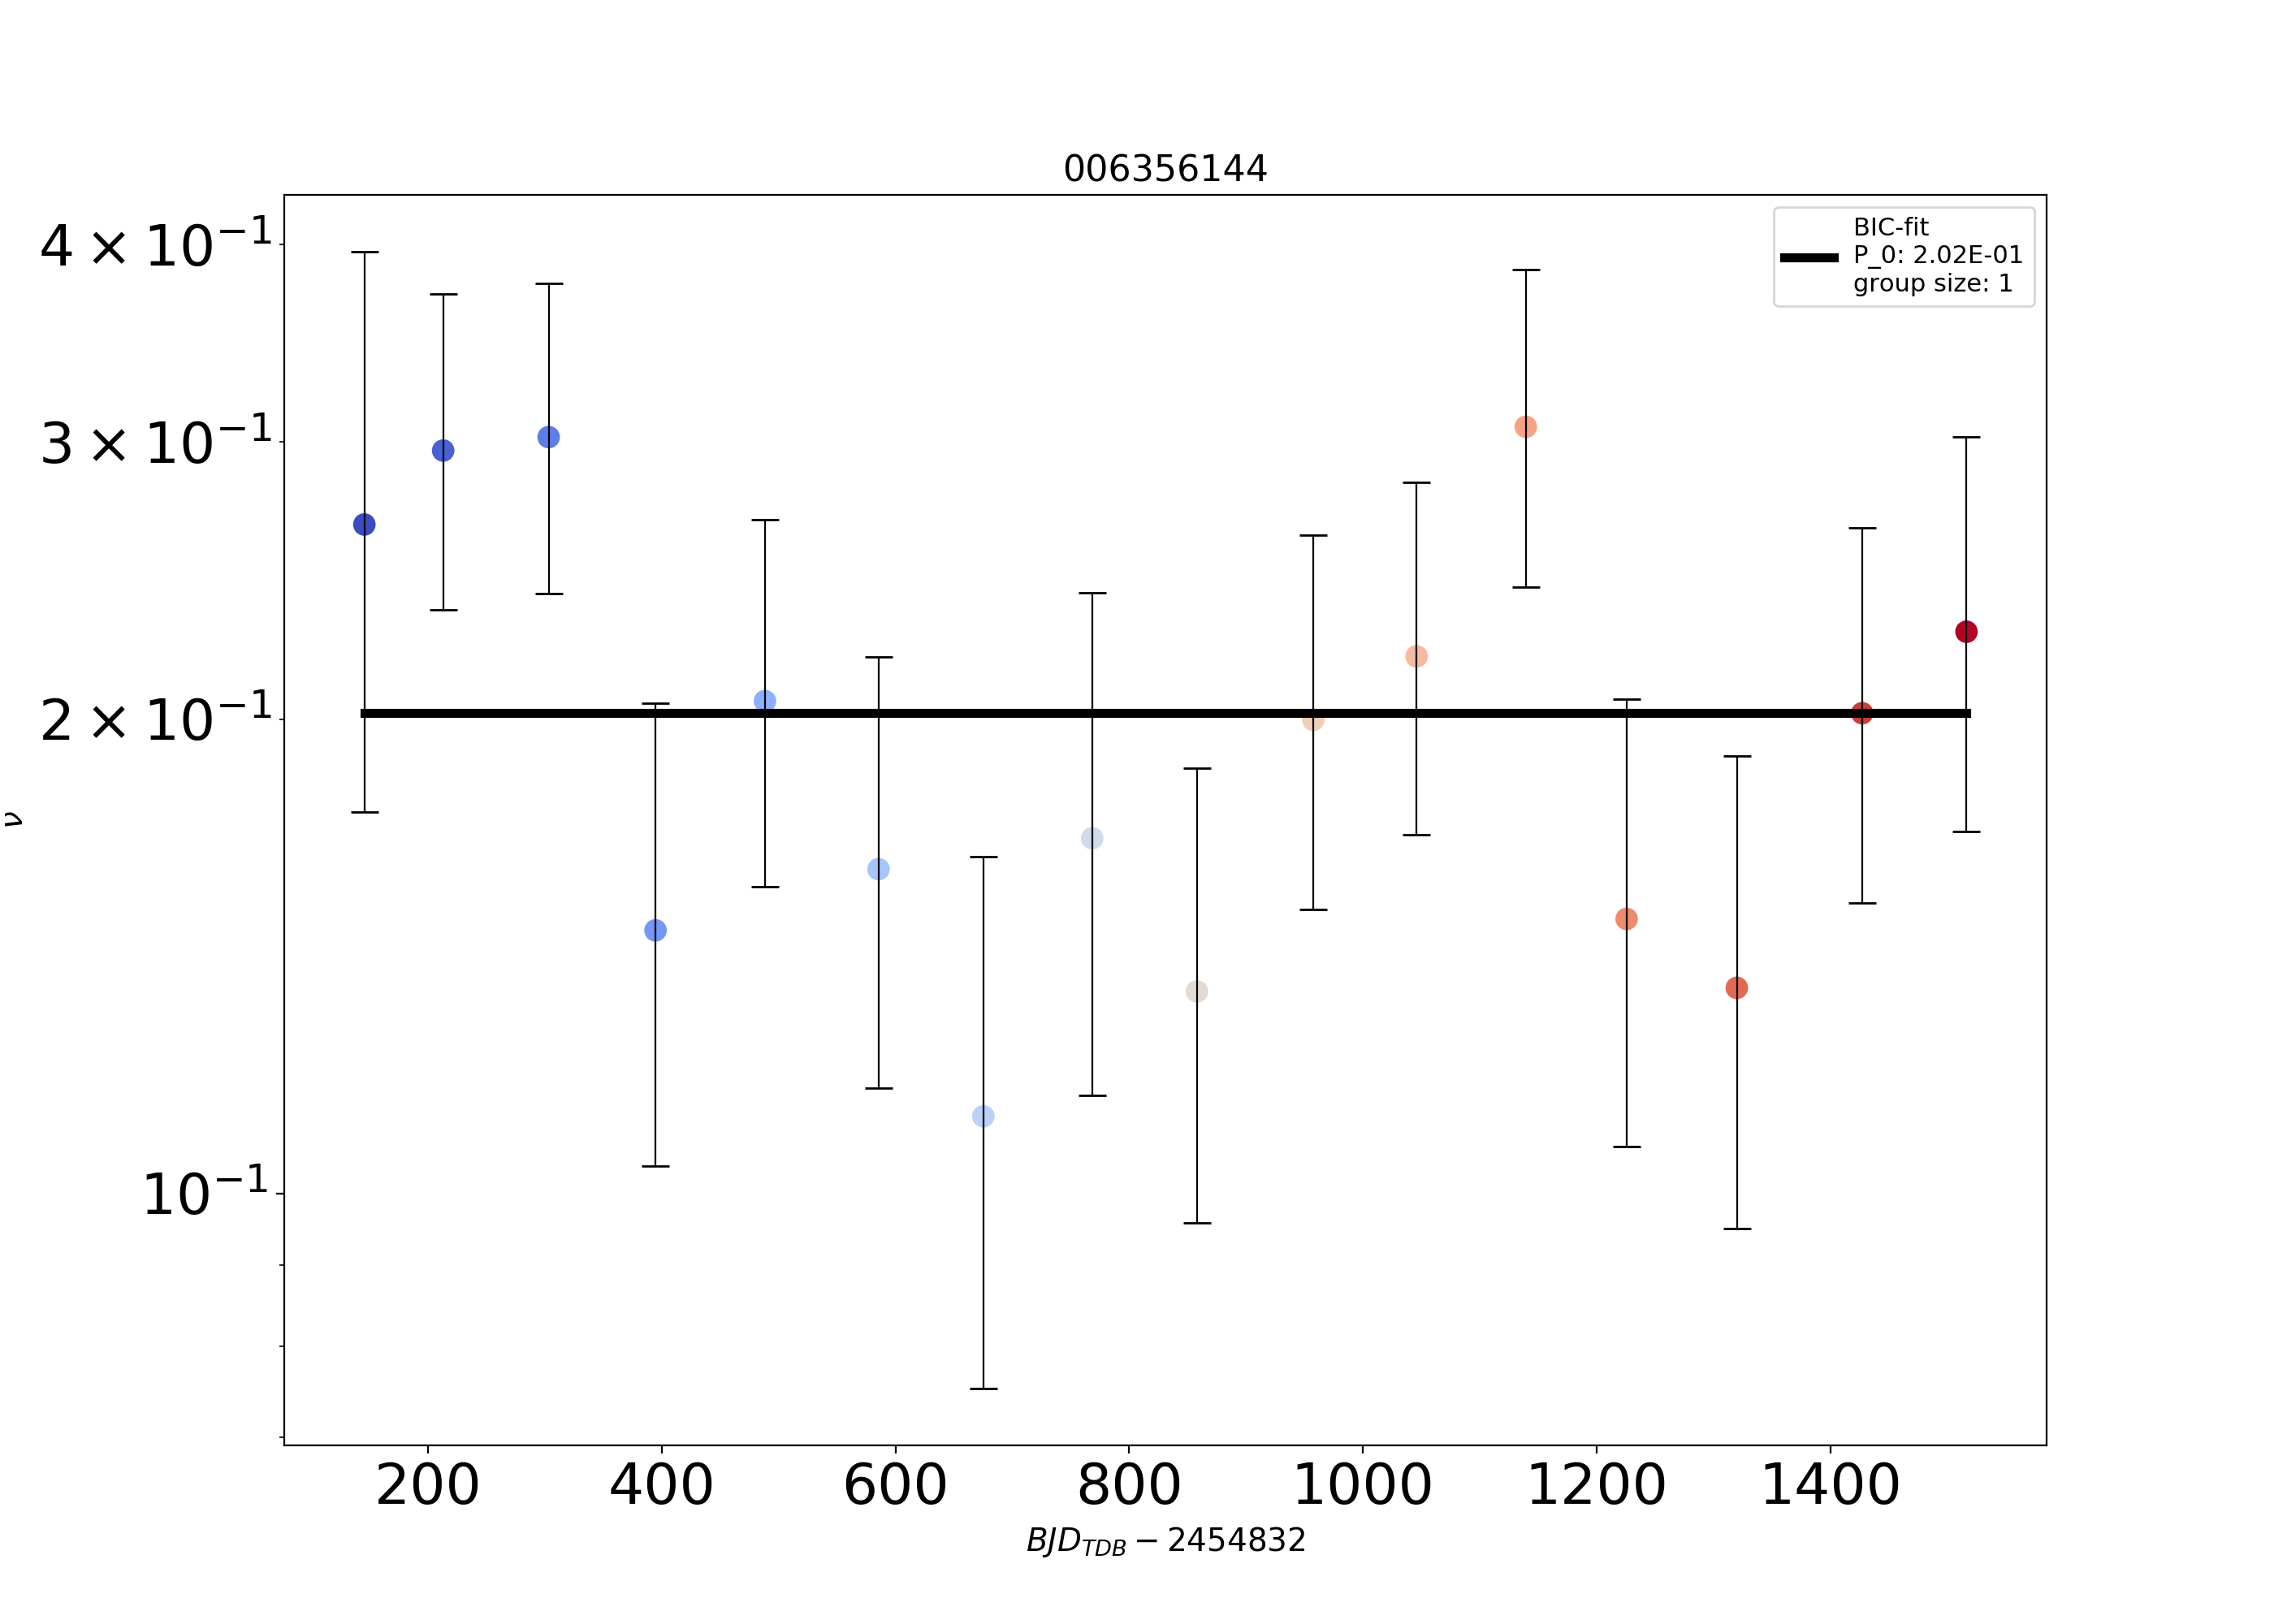 006356144
4 × 10⁻¹
3 × 10⁻¹
2 × 10⁻¹
10⁻¹
ν
BIC-fit
P_0: 2.02E-01
group size: 1
200 400 600 800 1000 1200 1400
BJD_TDB − 2454832